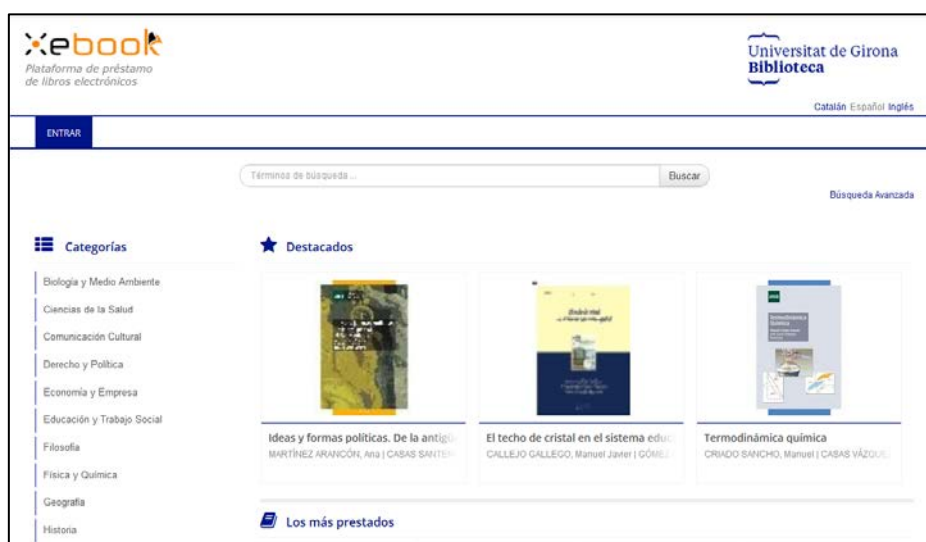 Xebook
Plataforma de préstamo
de libros electrónicos
Universitat de Girona
Biblioteca
Catalán Español Inglés
ENTRAR
Términos de búsqueda ...
Buscar
Búsqueda Avanzada
Categorías
Biología y Medio Ambiente
Ciencias de la Salud
Comunicación Cultural
Derecho y Política
Economía y Empresa
Educación y Trabajo Social
Filosofía
Física y Química
Geografía
Historia
Destacados
Termodinámica
Química
Ideas y formas políticas. De la antigü
MARTÍNEZ ARANCÓN, Ana | CASAS SANTER
El techo de cristal en el sistema educ
CALLEJO GALLEGO, Manuel Javier | GÓMEZ
Termodinámica química
CRIADO SANCHO, Manuel | CASAS VÁZQUEZ
Los más prestados